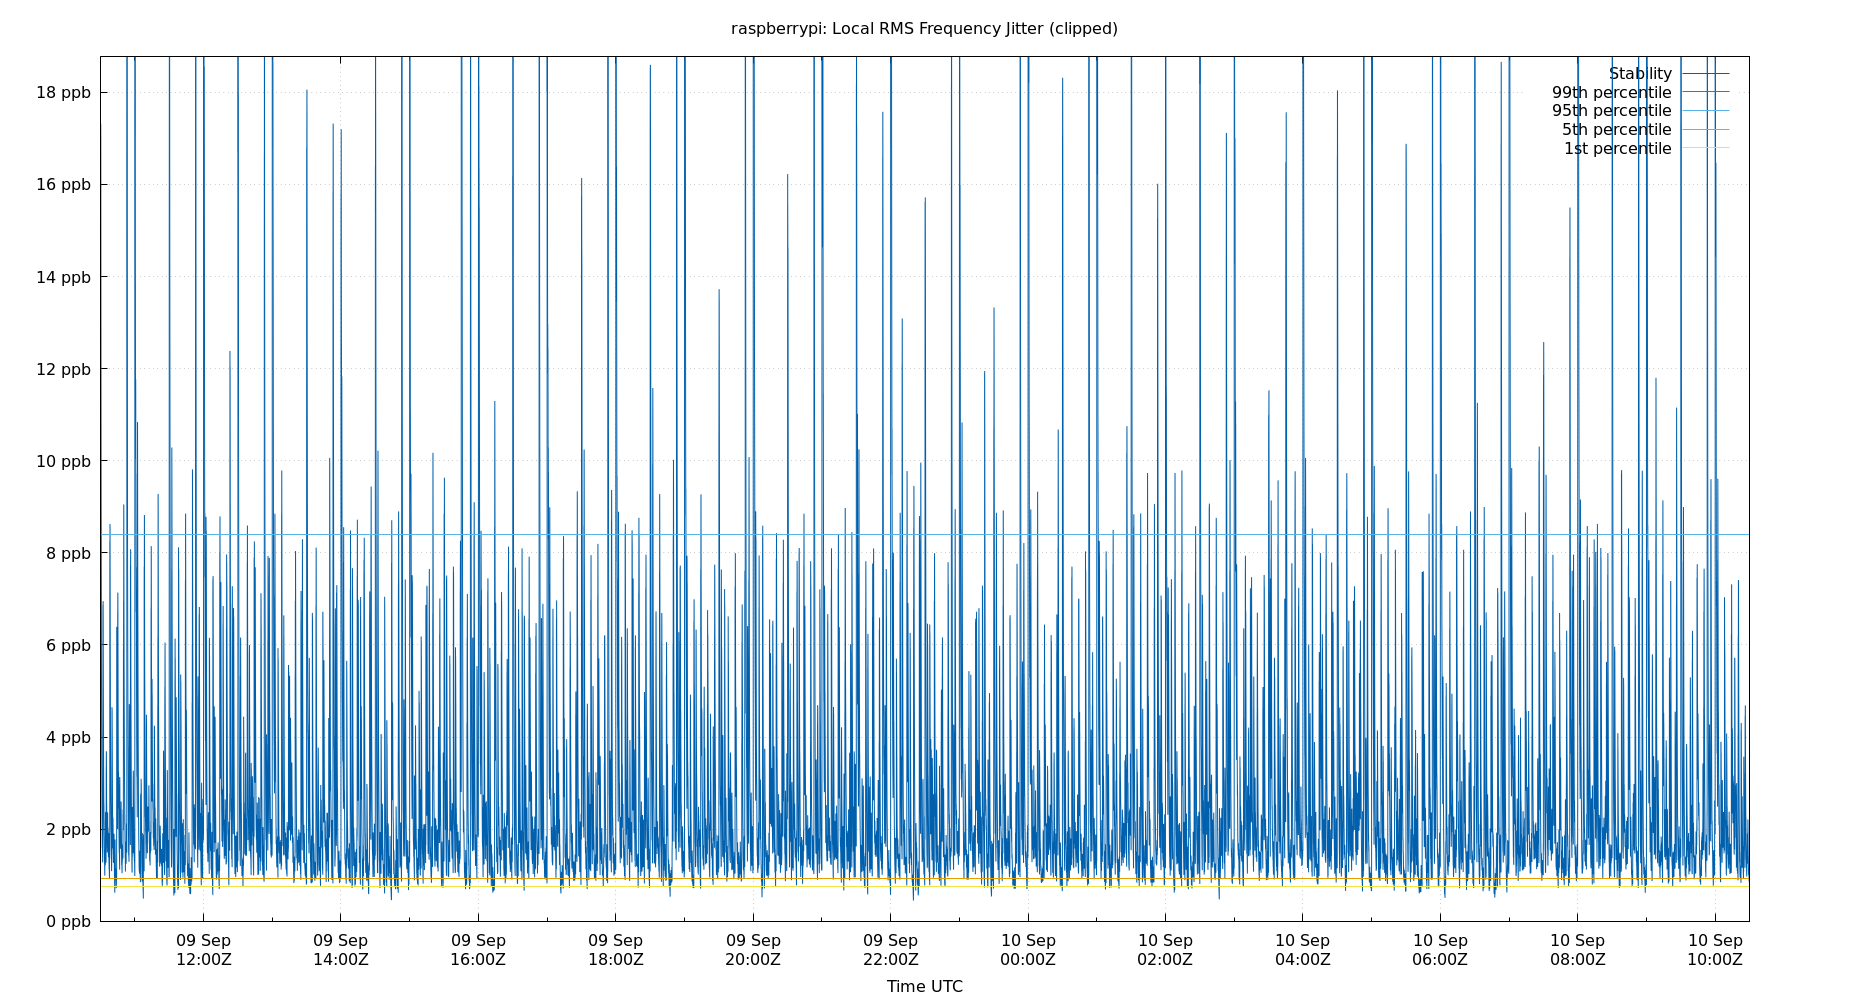 raspberrypi: Local RMS Frequency Jitter (clipped)
Stability
99th percentile
95th percentile
5th percentile
1st percentile
18 ppb
16 ppb
14 ppb
12 ppb
10 ppb
8 ppb
6 ppb
4 ppb
2 ppb
0 ppb
09 Sep 09 Sep 09 Sep 09 Sep 09 Sep 09 Sep 10 Sep 10 Sep 10 Sep 10 Sep 10 Sep 10 Sep
12:00Z 14:00Z 16:00Z 18:00Z 20:00Z 22:00Z 00:00Z 02:00Z 04:00Z 06:00Z 08:00Z 10:00Z
Time UTC